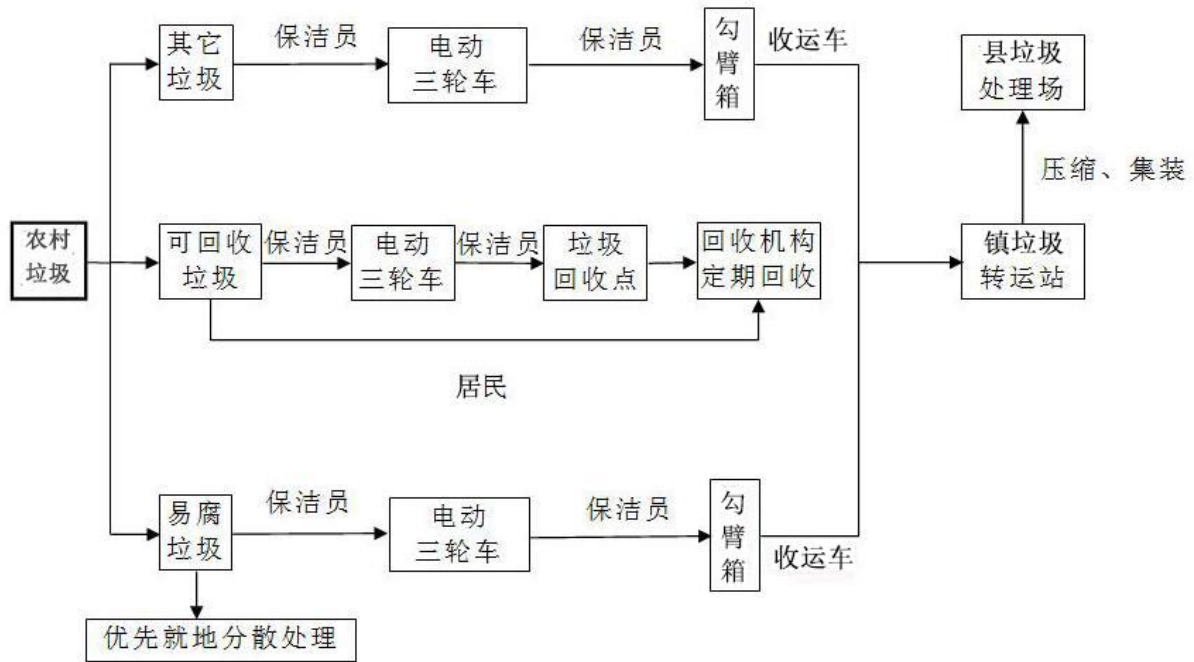 其它
垃圾
保洁员
电动
三轮车
保洁员
勾
臂
箱
收运车
县垃圾
处理场
压缩、集装
农村
垃圾
可回收
垃圾
保洁员
电动
三轮车
保洁员
垃圾
回收点
回收机构
定期回收
镇垃圾
转运站
居民
易腐
垃圾
保洁员
电动
三轮车
保洁员
勾
臂
箱
收运车
优先就地分散处理